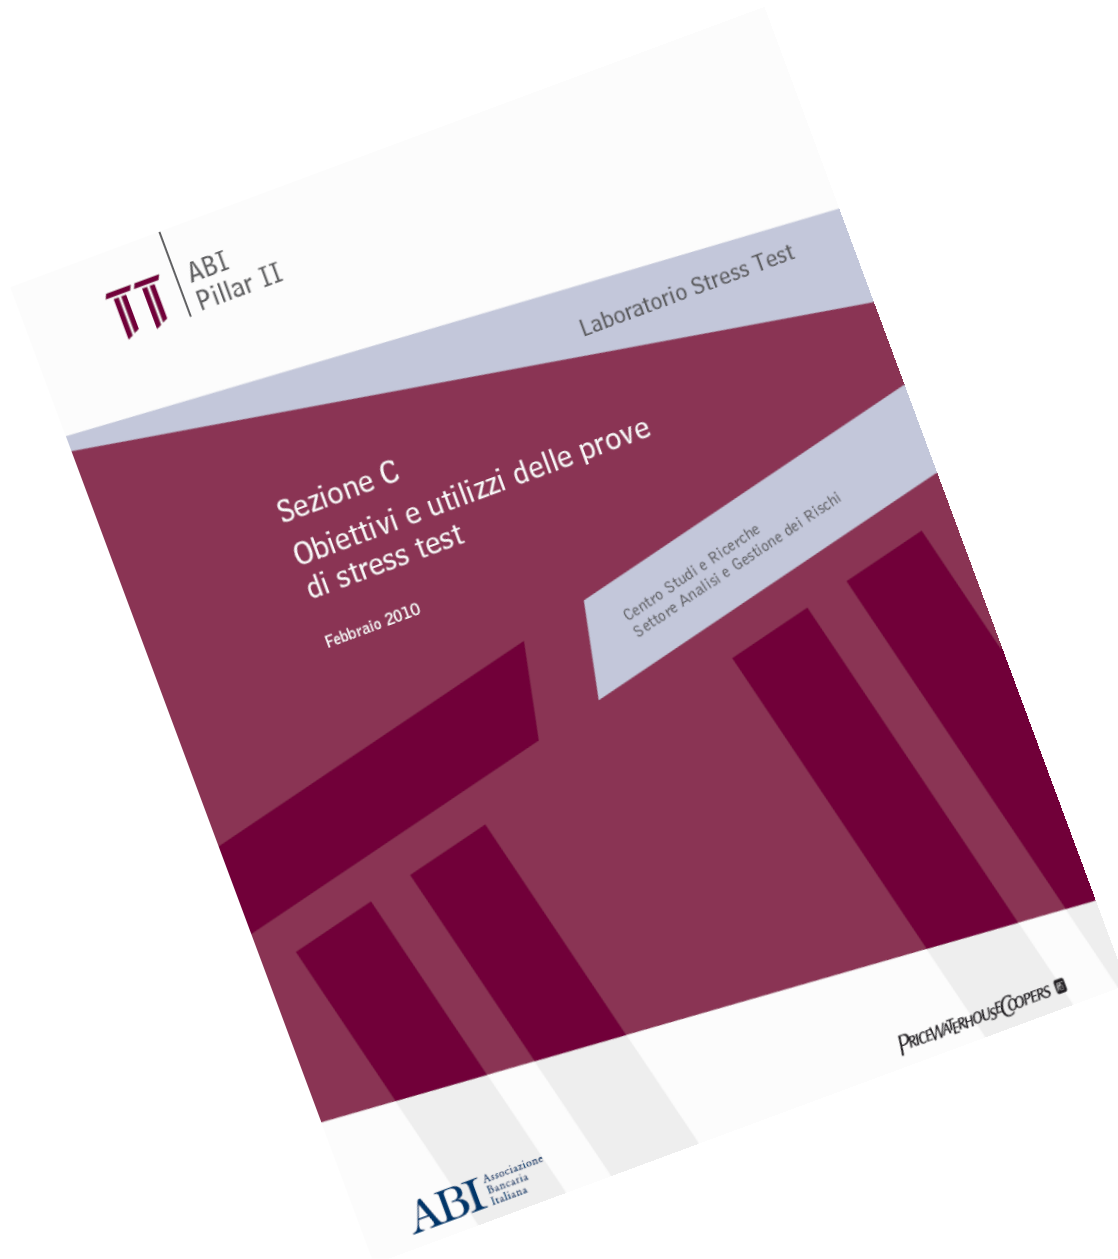 ABI
Pillar II
Laboratorio Stress Test
Sezione C
Obiettivi e utilizzi delle prove
di stress test
Febbraio 2010
Centro Studi e Ricerche
Settore Analisi e Gestione dei Rischi
PRICEWATERHOUSECOOPERS
ABI
Associazione
Bancaria
Italiana